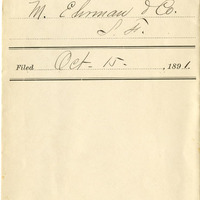 M. Ehrman & Co.
S. F.
Filed Oct - 15 - , 1891.